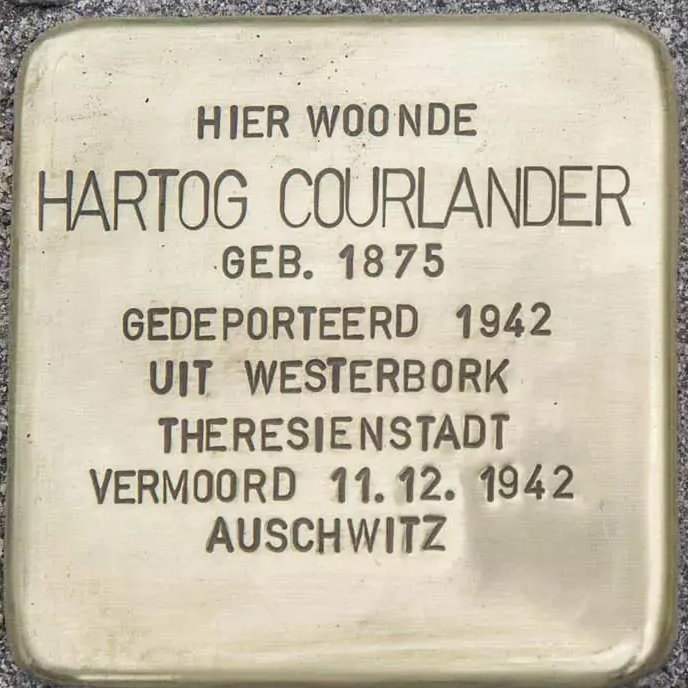 HIER WOONDE
HARTOG COURLANDER
GEB. 1875
GEDEPORTEERD 1942
UIT WESTERBORK
THERESIENSTADT
VERMOORD 11.12.1942
AUSCHWITZ